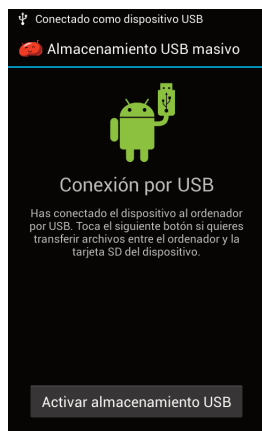 Conectado como dispositivo USB
Almacenamiento USB masivo
Conexión por USB
Has conectado el dispositivo al ordenador
por USB. Toca el siguiente botón si quieres
transferir archivos entre el ordenador y la
tarjeta SD del dispositivo.
Activar almacenamiento USB